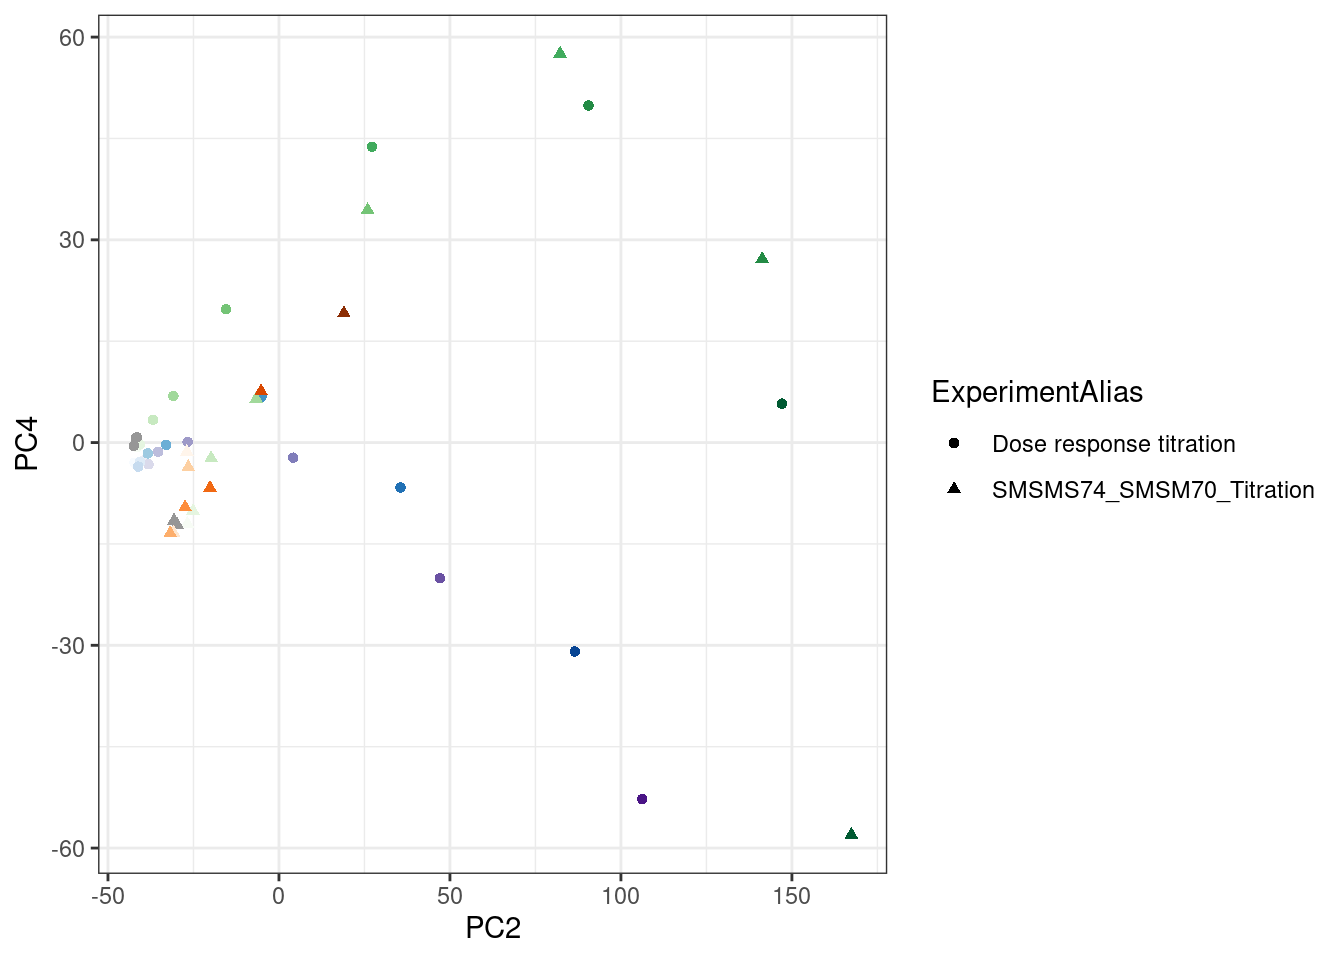 60
30
0
-30
-60
PC4
-50
0
50
100
150
PC2
ExperimentAlias
Dose response titration
SMSMS74_SMSM70_Titration